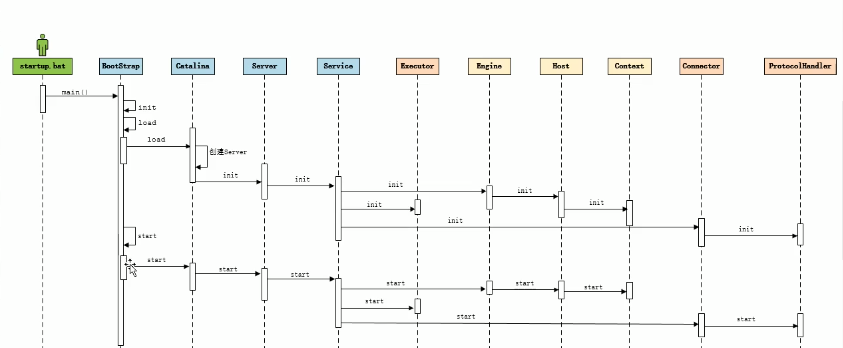 startup.bat BootStrap Catalina Server Service Executor Engine Host Context Connector ProtocolHandler
main()
init
load
load
创建Server
init
init
init
init
init
init
init
init
start
start
start
start
start
start
start
start
start
start